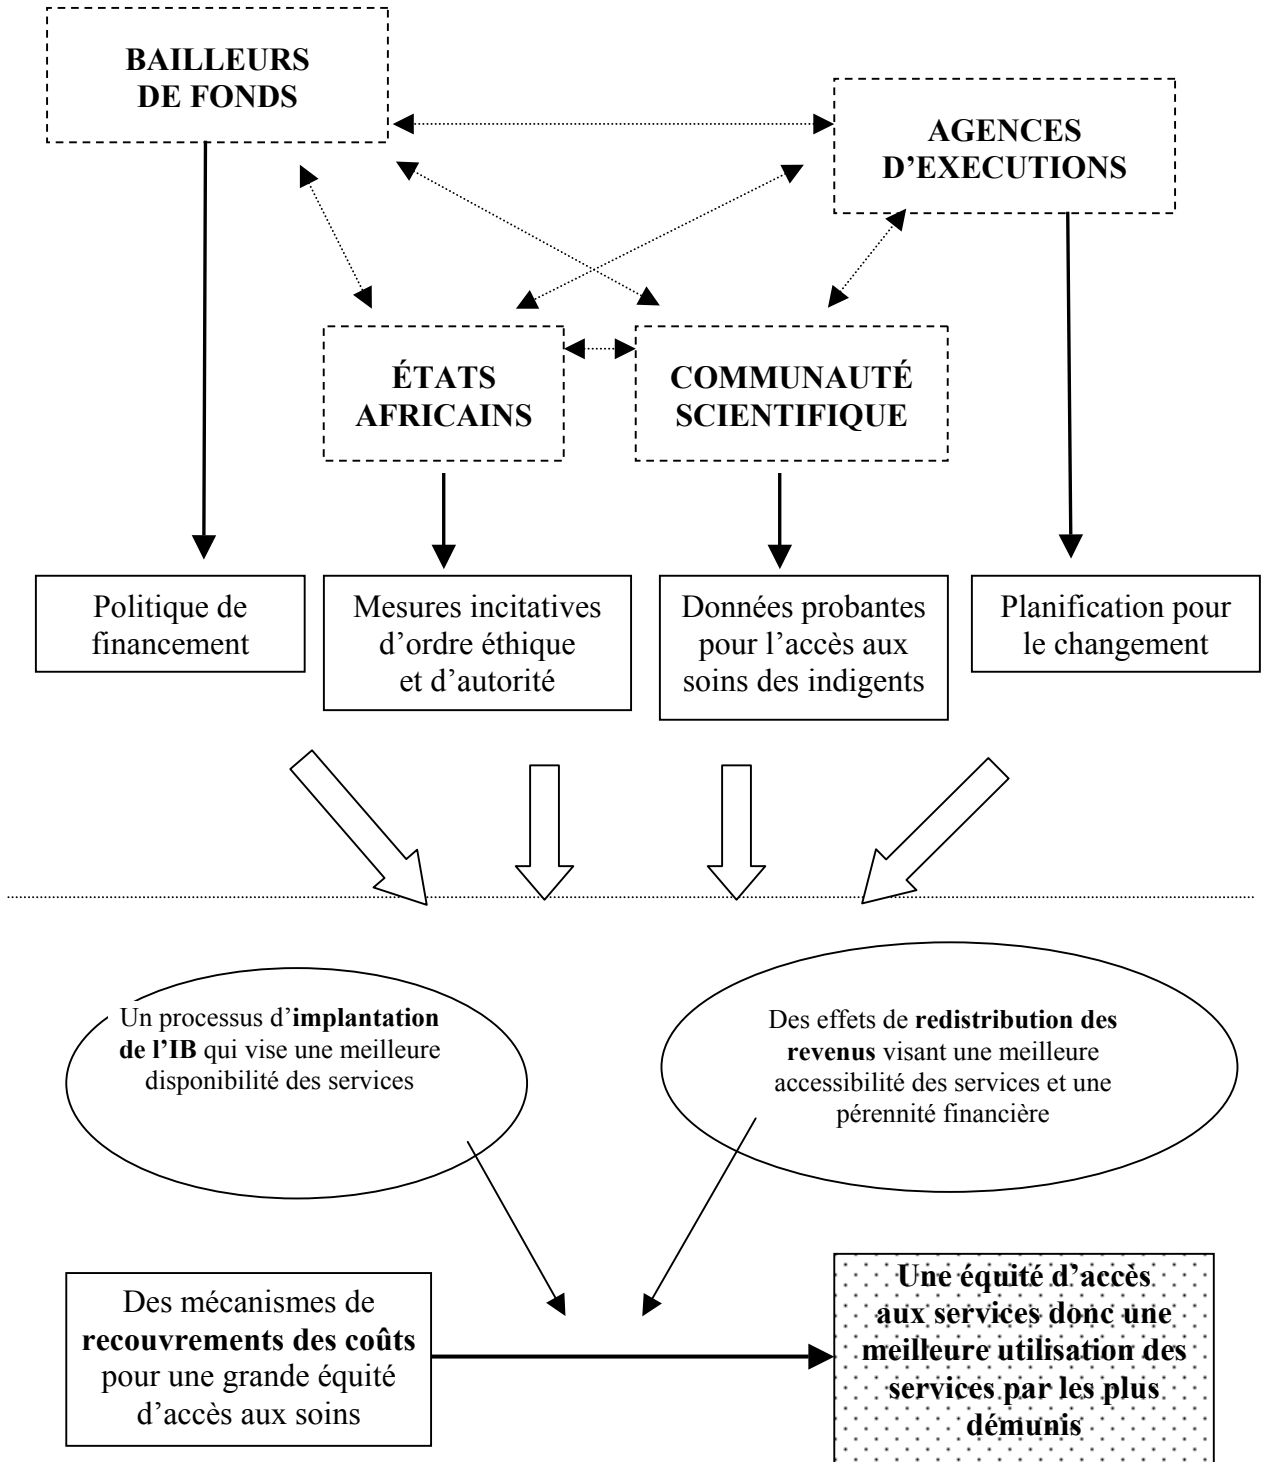 BAILLEURS
DE FONDS
AGENCES
D’EXECUTIONS
ÉTATS
AFRICAINS
COMMUNAUTÉ
SCIENTIFIQUE
Politique de
financement
Mesures incitatives
d’ordre éthique
et d’autorité
Données probantes
pour l’accès aux
soins des indigents
Planification pour
le changement
Un processus d’implantation
de l’IB qui vise une meilleure
disponibilité des services
Des effets de redistribution des
revenus visant une meilleure
accessibilité des services et une
pérennité financière
Des mécanismes de
recouvrements des coûts
pour une grande équité
d’accès aux soins
Une équité d’accès
aux services donc une
meilleure utilisation des
services par les plus
démunis